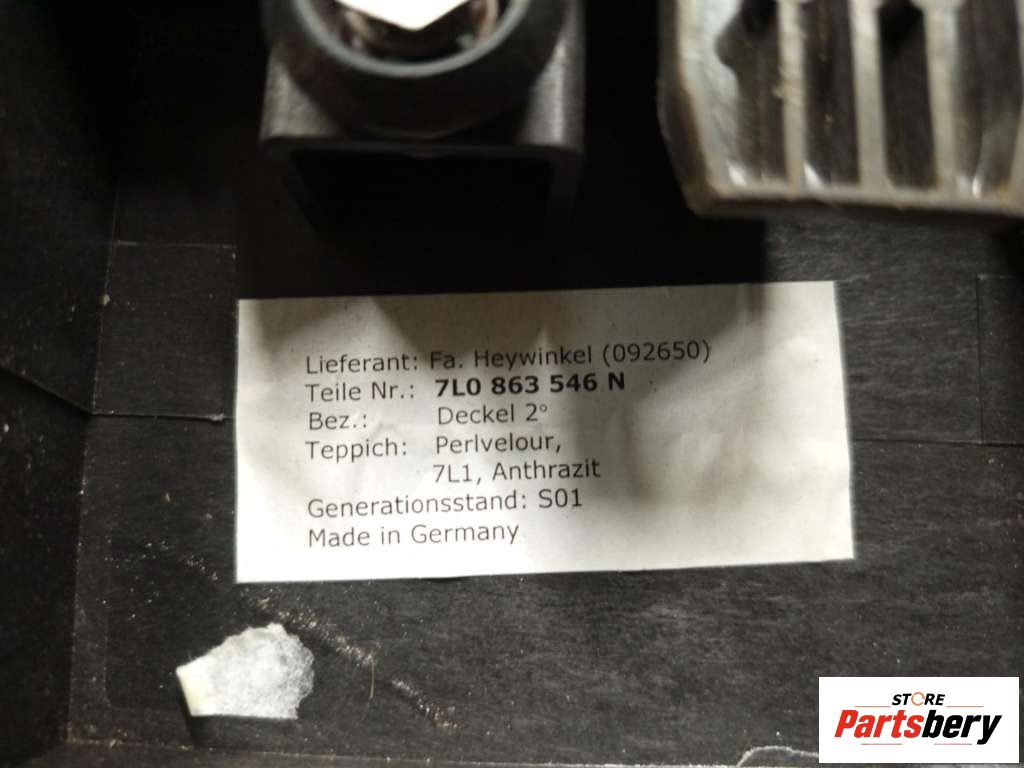 Lieferant: Fa. Heywinkel (092650)
Teile Nr.: 7L0 863 546 N
Bez.: Deckel 2°
Teppich: Perlvelour,
7L1, Anthrazit
Generationsstand: S01
Made in Germany
STORE
Partsbery